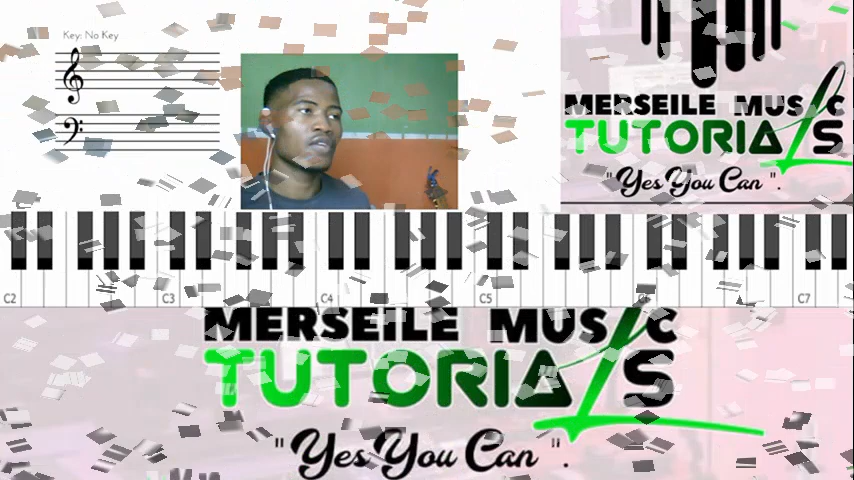 Key: No Key
MERSEILE MUSIC
TUTORIALS
"Yes You Can".
C2
C3
C4
C5
C7
MERSEILE MUSIC
TUTORIALS
"Yes You Can".